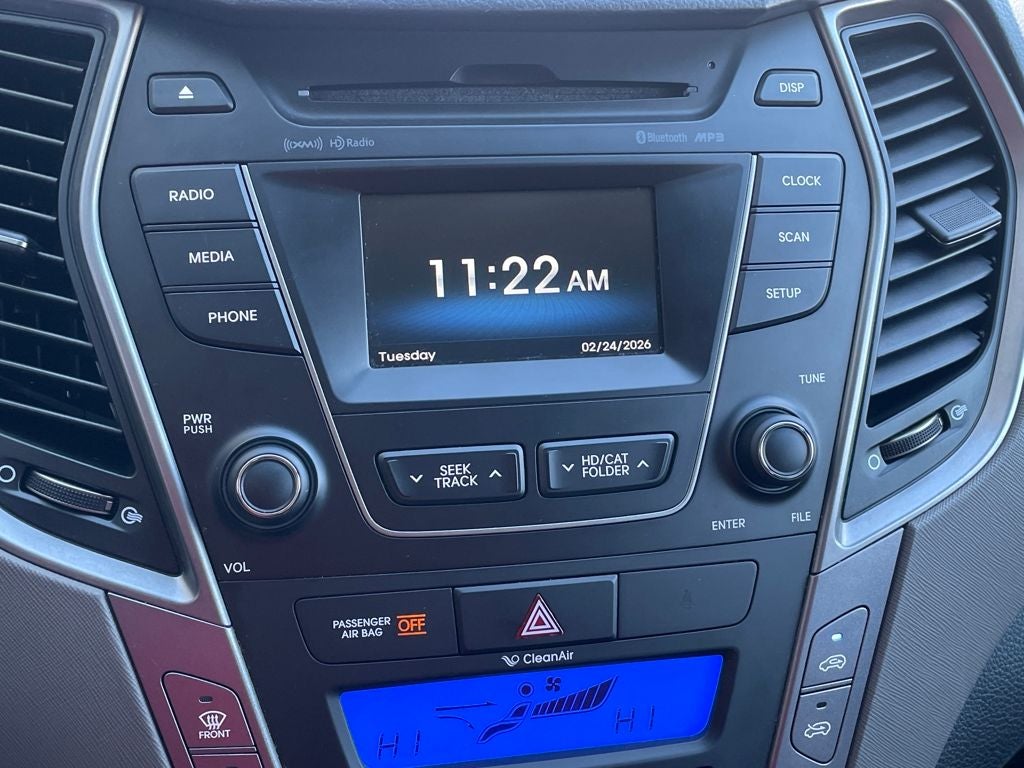 DISP
((XM)) HD Radio
Bluetooth MP3
RADIO
CLOCK
MEDIA
SCAN
PHONE
SETUP
11:22 AM
Tuesday
02/24/2026
TUNE
PWR
PUSH
SEEK
TRACK
HD/CAT
FOLDER
ENTER
FILE
VOL
PASSENGER
AIR BAG
OFF
CleanAir
HI
HI
FRONT